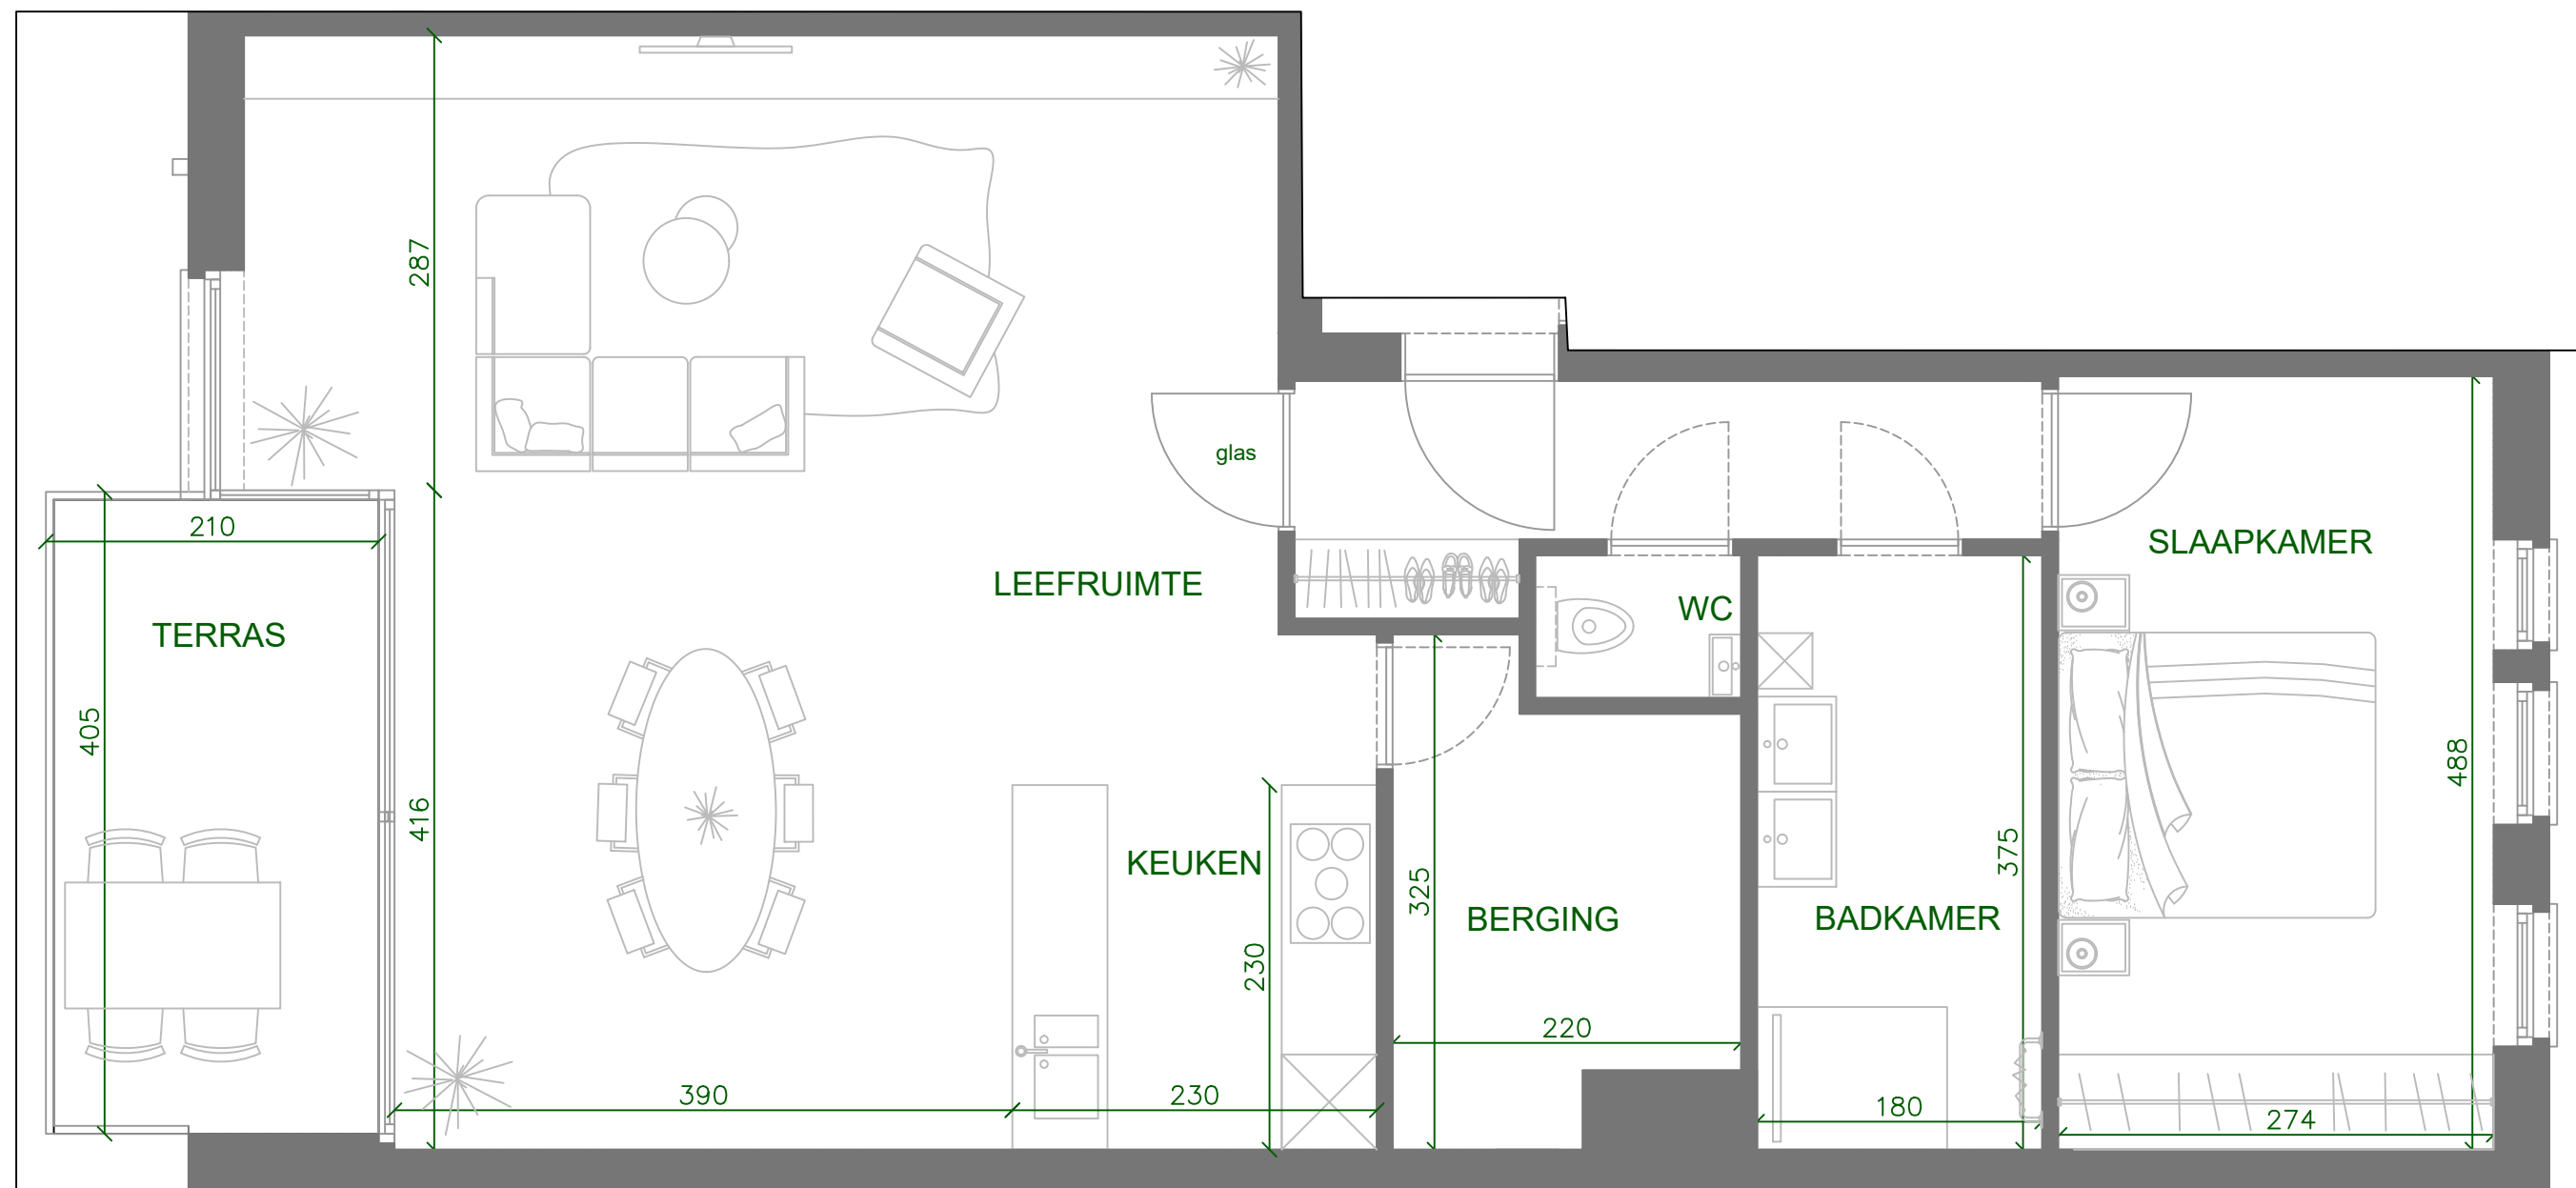 287
glas
210
SLAAPKAMER
LEEFRUIMTE
WC
TERRAS
405
488
416
KEUKEN
375
325
BERGING
BADKAMER
230
220
390
230
180
274